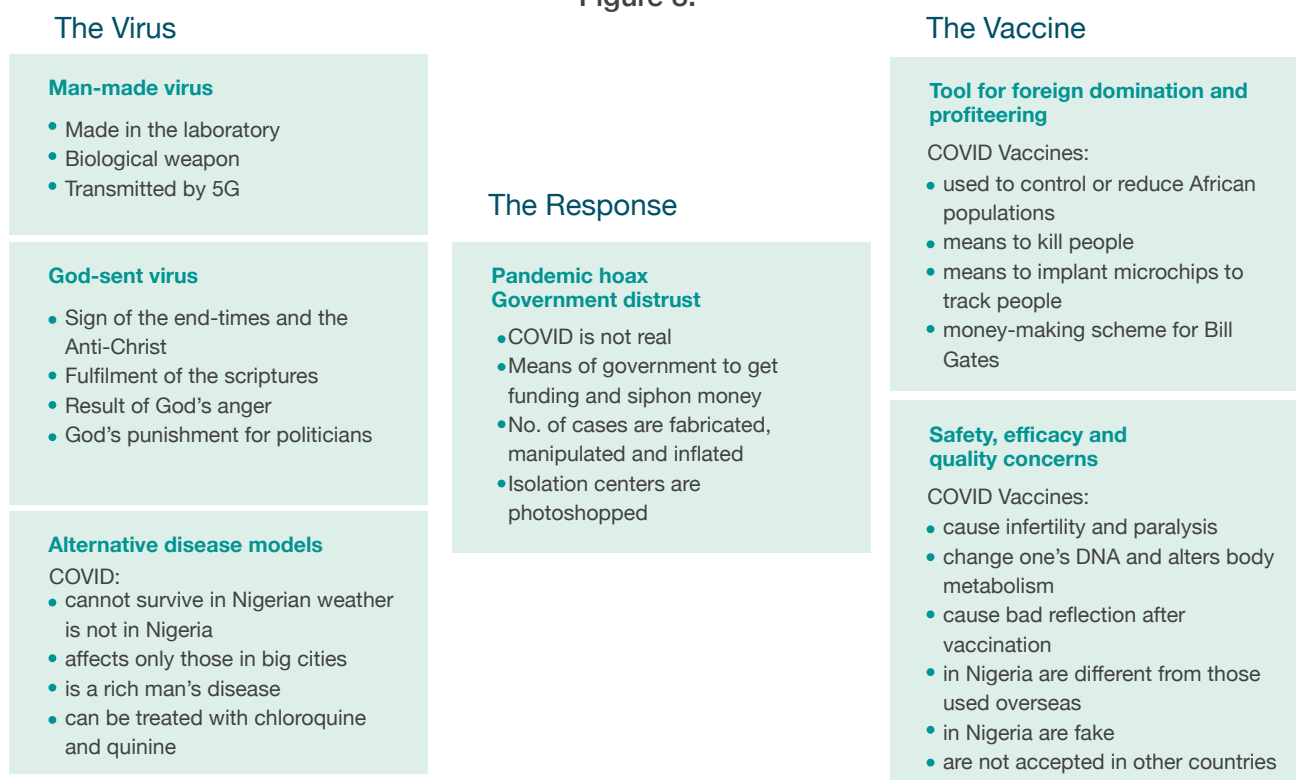 The Virus
Man-made virus
• Made in the laboratory
• Biological weapon
• Transmitted by 5G
God-sent virus
• Sign of the end-times and the
Anti-Christ
• Fulfilment of the scriptures
• Result of God's anger
• God's punishment for politicians
Alternative disease models
COVID:
• cannot survive in Nigerian weather
is not in Nigeria
• affects only those in big cities
• is a rich man's disease
• can be treated with chloroquine
and quinine
The Response
Pandemic hoax
Government distrust
•COVID is not real
•Means of government to get
funding and siphon money
•No. of cases are fabricated,
manipulated and inflated
•Isolation centers are
photoshopped
The Vaccine
Tool for foreign domination and
profiteering
COVID Vaccines:
• used to control or reduce African
populations
• means to kill people
• means to implant microchips to
track people
• money-making scheme for Bill
Gates
Safety, efficacy and
quality concerns
COVID Vaccines:
• cause infertility and paralysis
• change one's DNA and alters body
metabolism
• cause bad reflection after
vaccination
• in Nigeria are different from those
used overseas
• in Nigeria are fake
• are not accepted in other countries